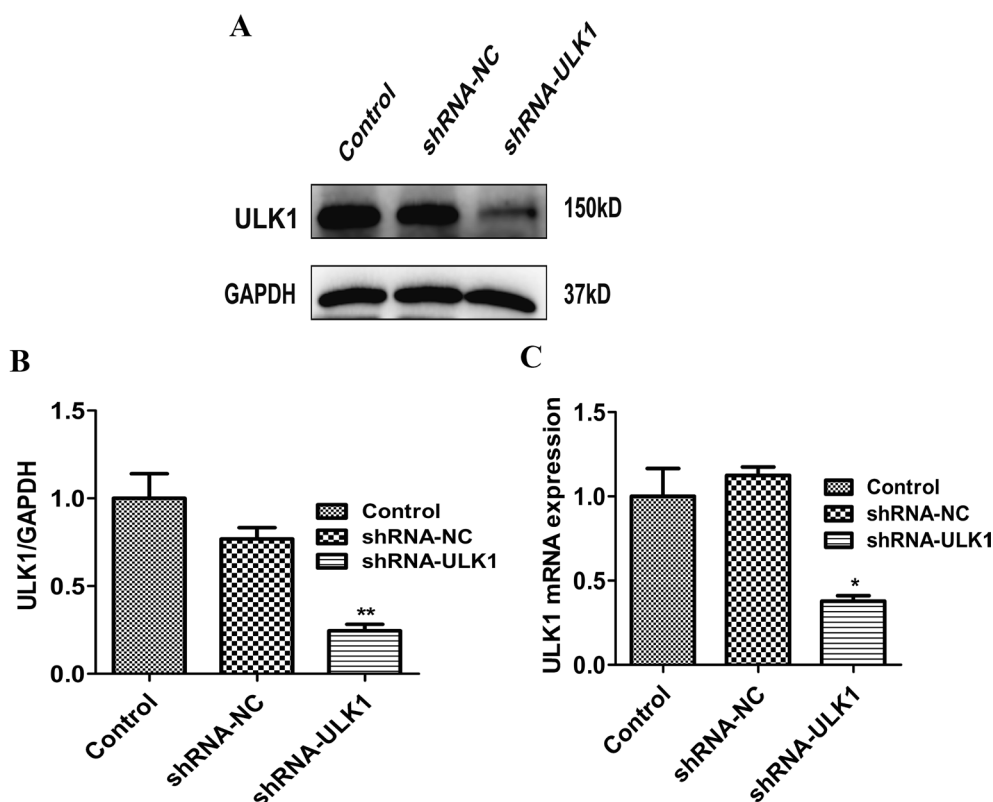 A
Control
shRNA-NC
shRNA-ULK1
ULK1
150kD
GAPDH
37kD
B
1.5
1.0
0.5
0.0
ULK1/GAPDH
**
Control
shRNA-NC
shRNA-ULK1
Control
shRNA-NC
shRNA-ULK1
C
1.5
1.0
0.5
0.0
ULK1 mRNA expression
*
Control
shRNA-NC
shRNA-ULK1
Control
shRNA-NC
shRNA-ULK1